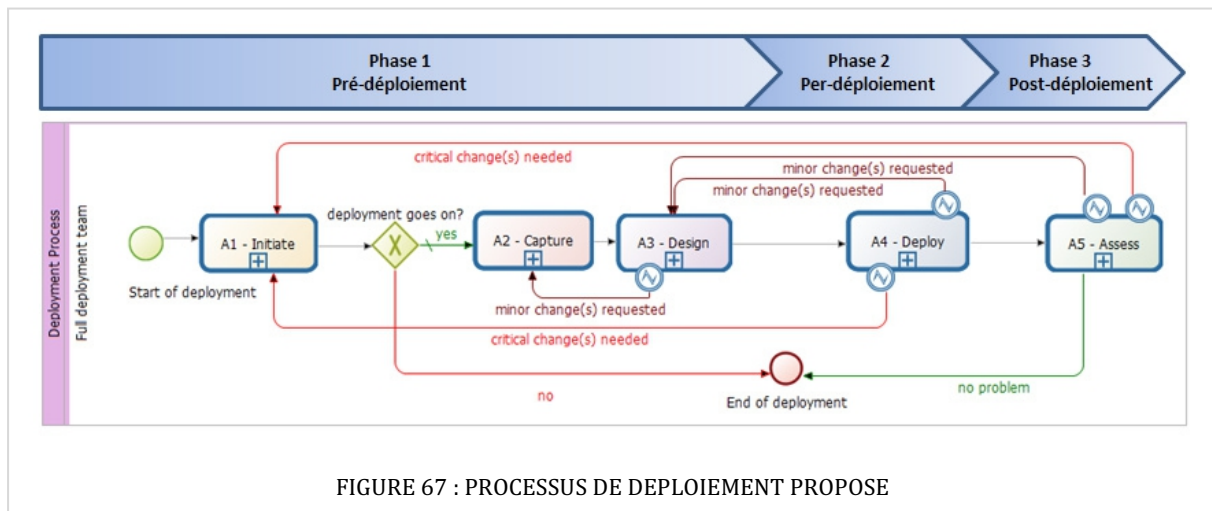 Phase 1
Pré-déploiement
Phase 2
Per-déploiement
Phase 3
Post-déploiement
Deployment Process
Full deployment team
critical change(s) needed
minor change(s) requested
minor change(s) requested
deployment goes on?
yes
A1 - Initiate
X
A2 - Capture
A3 - Design
A4 - Deploy
A5 - Assess
Start of deployment
minor change(s) requested
critical change(s) needed
no
End of deployment
no problem
FIGURE 67 : PROCESSUS DE DEPLOIEMENT PROPOSE